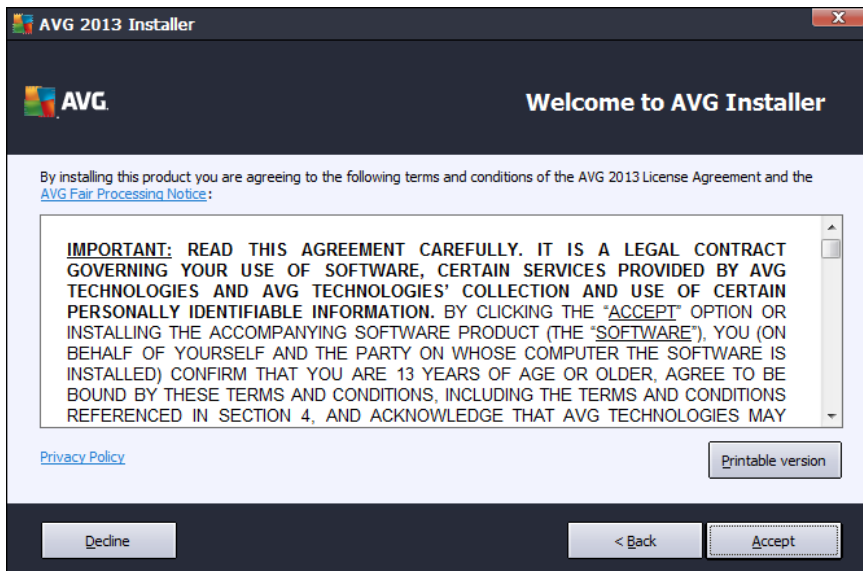 AVG 2013 Installer
AVG.
Welcome to AVG Installer
By installing this product you are agreeing to the following terms and conditions of the AVG 2013 License Agreement and the
AVG Fair Processing Notice:
IMPORTANT: READ THIS AGREEMENT CAREFULLY. IT IS A LEGAL CONTRACT
GOVERNING YOUR USE OF SOFTWARE, CERTAIN SERVICES PROVIDED BY AVG
TECHNOLOGIES AND AVG TECHNOLOGIES’ COLLECTION AND USE OF CERTAIN
PERSONALLY IDENTIFIABLE INFORMATION. BY CLICKING THE “ACCEPT” OPTION OR
INSTALLING THE ACCOMPANYING SOFTWARE PRODUCT (THE “SOFTWARE”), YOU (ON
BEHALF OF YOURSELF AND THE PARTY ON WHOSE COMPUTER THE SOFTWARE IS
INSTALLED) CONFIRM THAT YOU ARE 13 YEARS OF AGE OR OLDER, AGREE TO BE
BOUND BY THESE TERMS AND CONDITIONS, INCLUDING THE TERMS AND CONDITIONS
REFERENCED IN SECTION 4, AND ACKNOWLEDGE THAT AVG TECHNOLOGIES MAY
Privacy Policy
Printable version
Decline
< Back
Accept